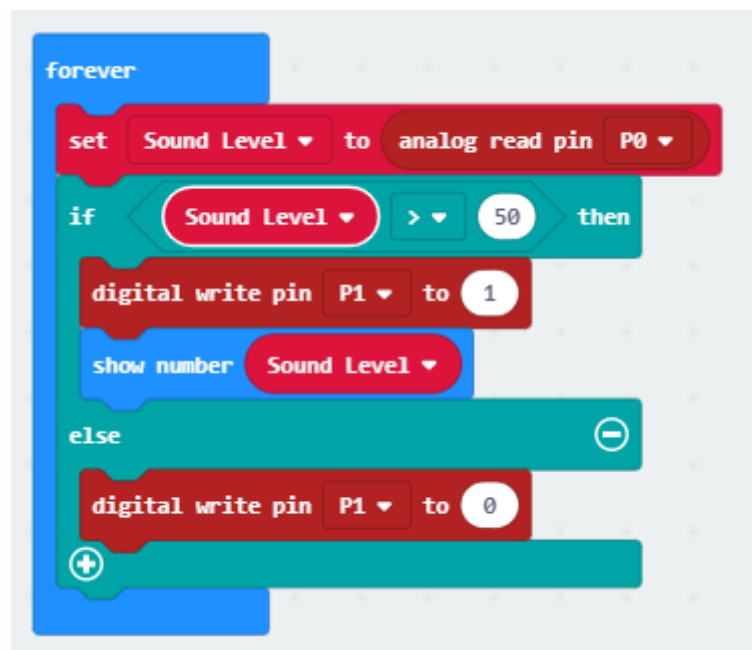 forever
set Sound Level to analog read pin P0
if Sound Level > 50 then
digital write pin P1 to 1
show number Sound Level
else
digital write pin P1 to 0